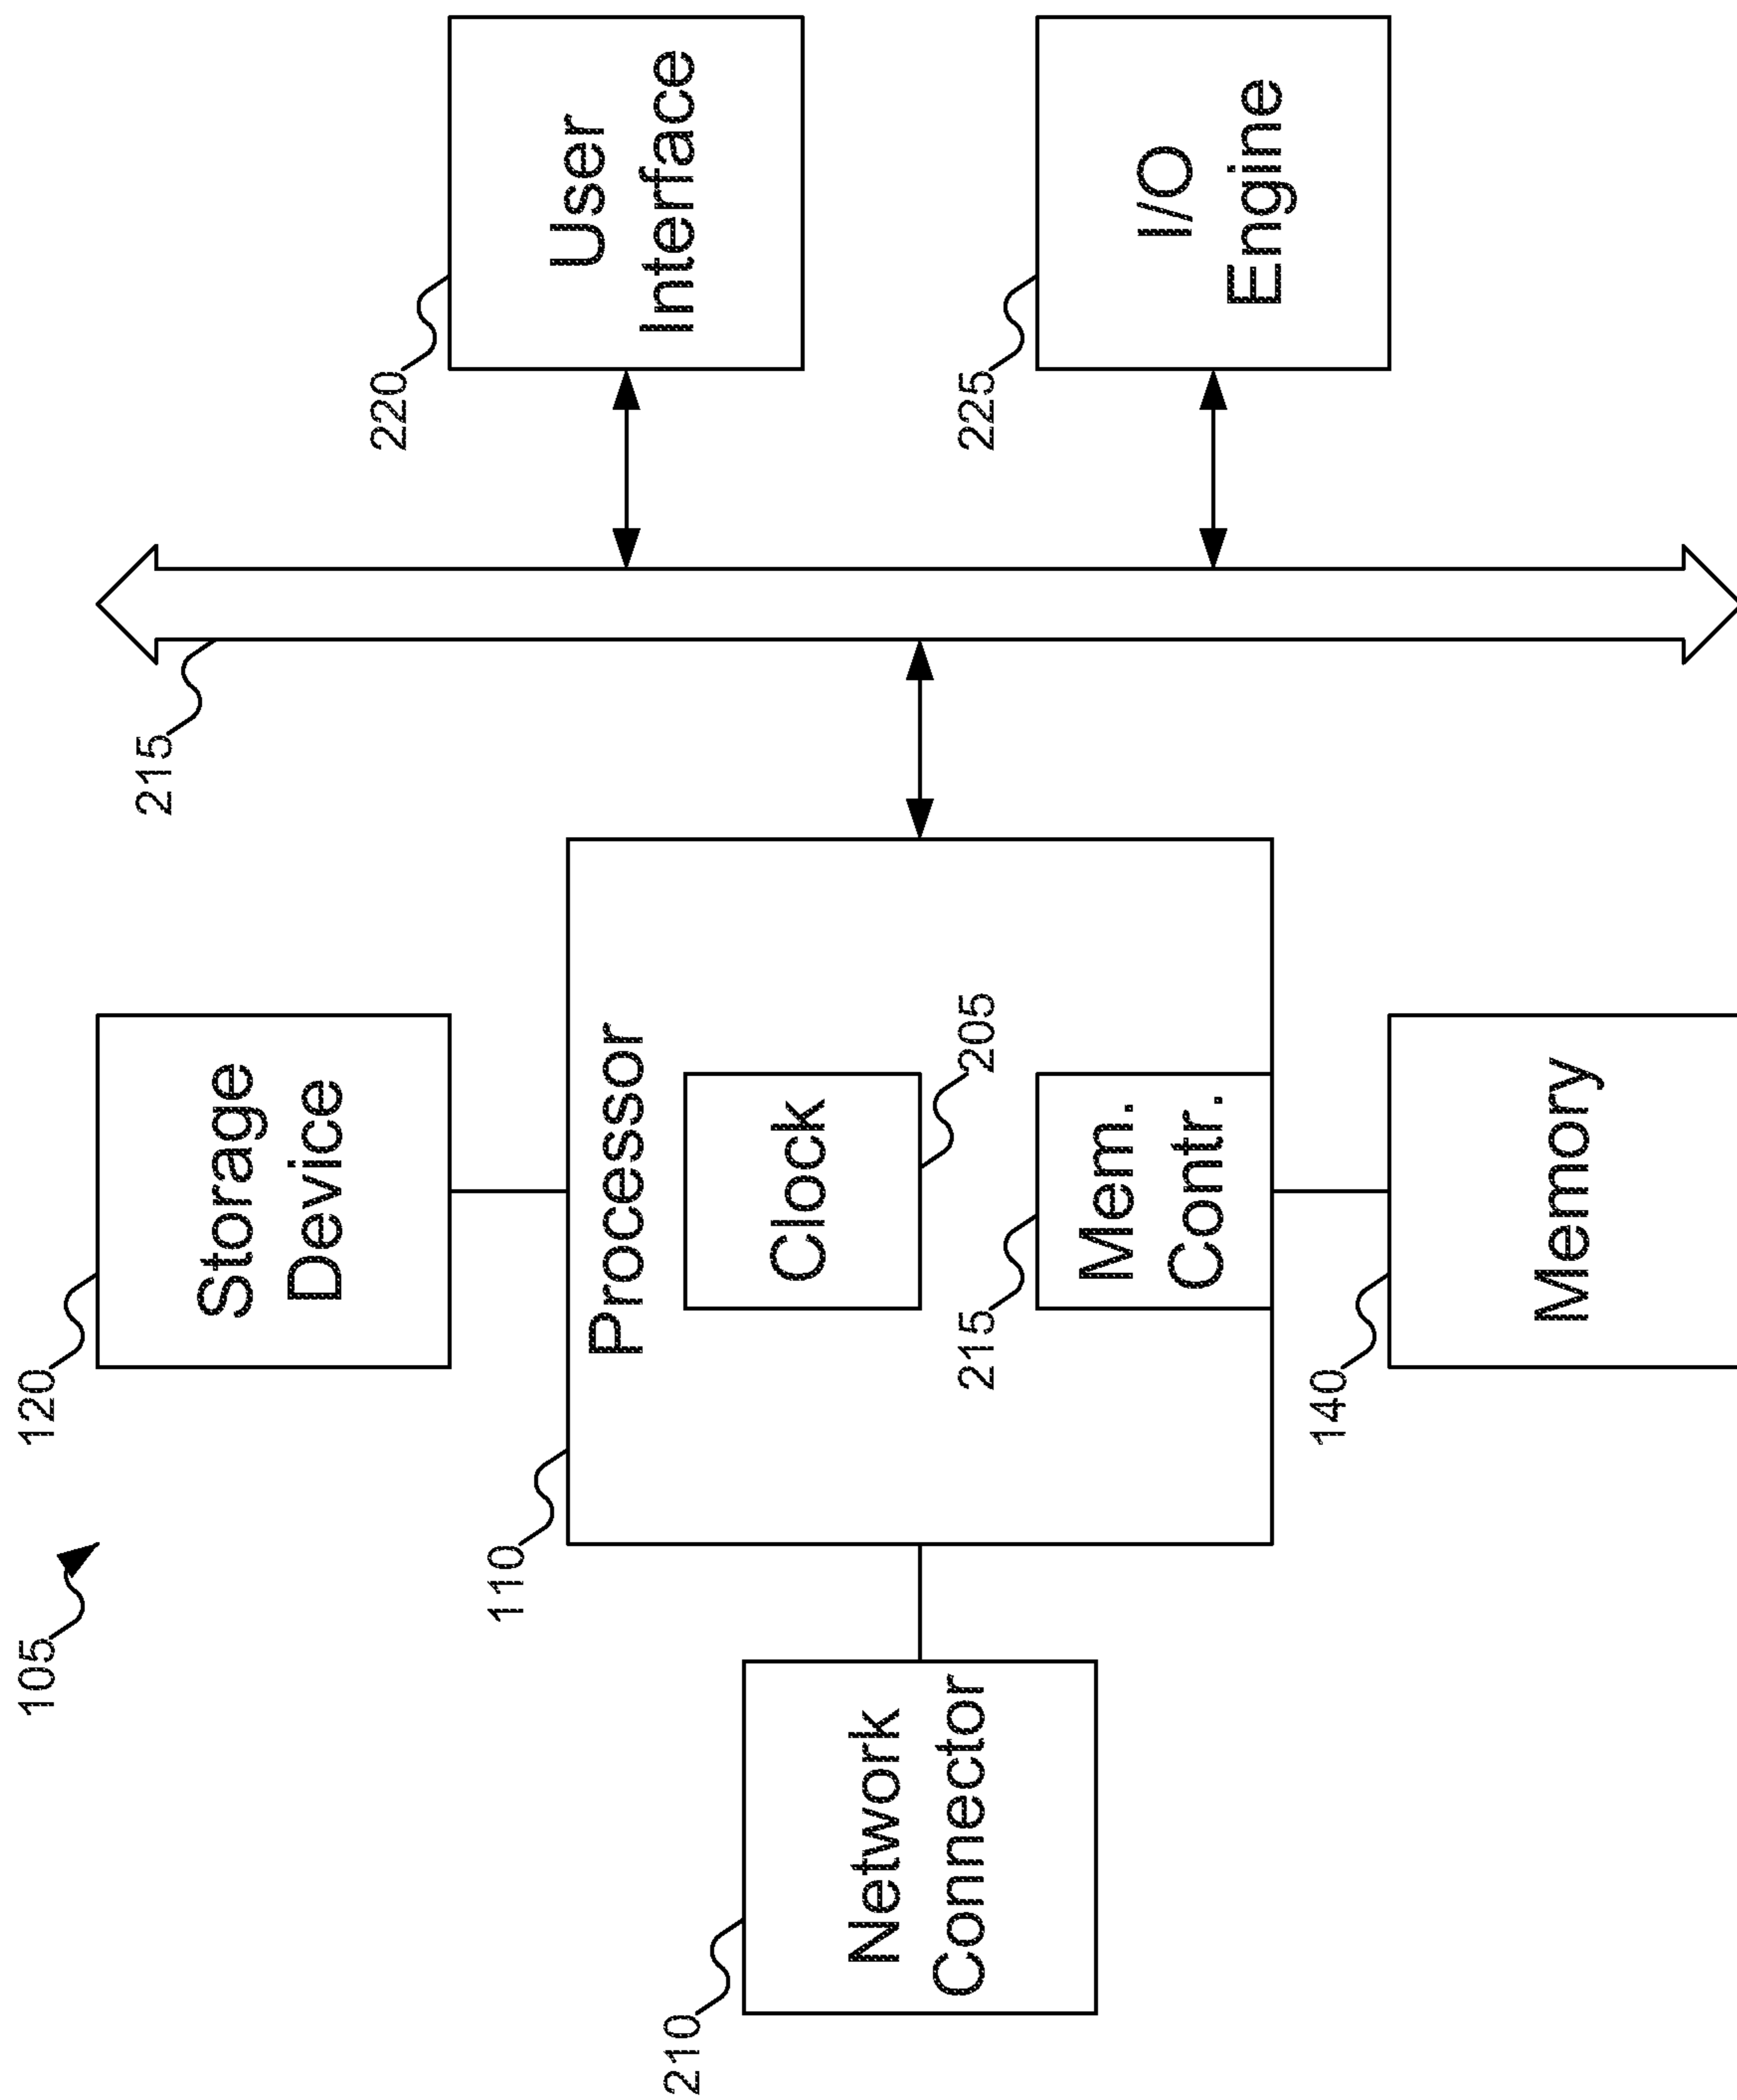 105
120
Storage
Device
110
Processor
215
220
User
Interface
210
Network
Connector
Clock
205
215
Mem.
Contr.
225
I/O
Engine
140
Memory